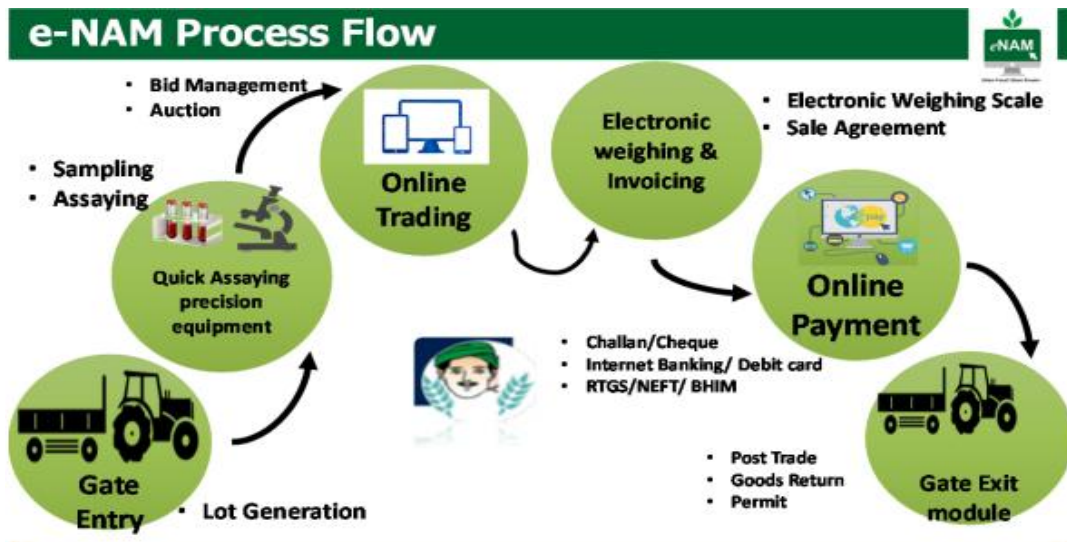 e-NAM Process Flow
eNAM
• Bid Management
• Auction
• Sampling
• Assaying
Quick Assaying
precision
equipment
Gate
Entry
• Lot Generation
Online
Trading
Electronic
weighing &
Invoicing
• Electronic Weighing Scale
• Sale Agreement
Online
Payment
• Challan/Cheque
• Internet Banking/ Debit card
• RTGS/NEFT/ BHIM
• Post Trade
• Goods Return
• Permit
Gate Exit
module